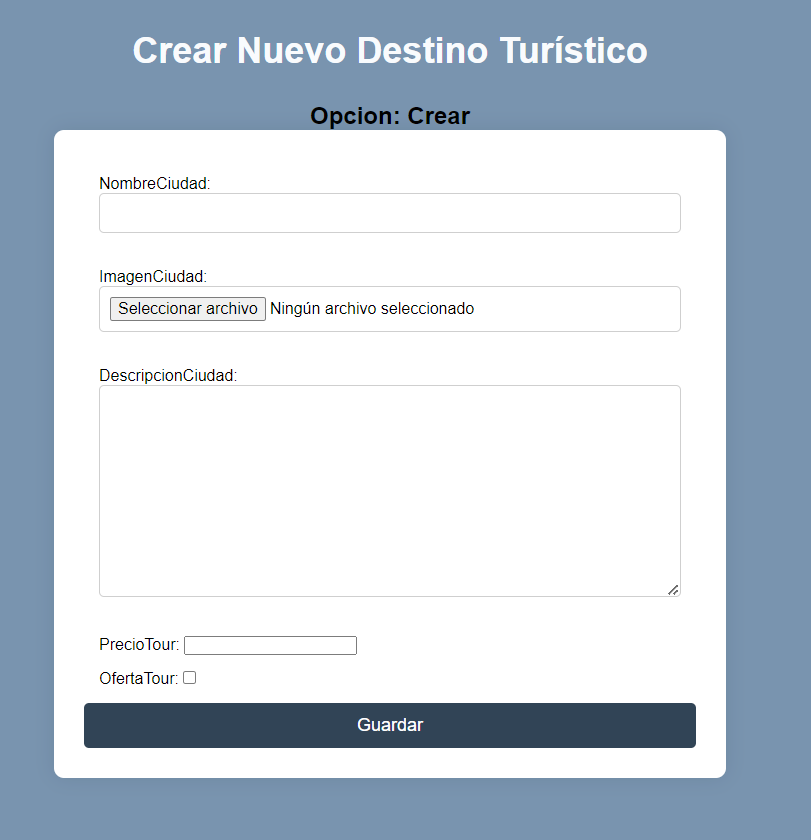 Crear Nuevo Destino Turístico
Opcion: Crear
NombreCiudad:
ImagenCiudad:
Seleccionar archivo Ningún archivo seleccionado
DescripcionCiudad:
PrecioTour:
OfertaTour:
Guardar